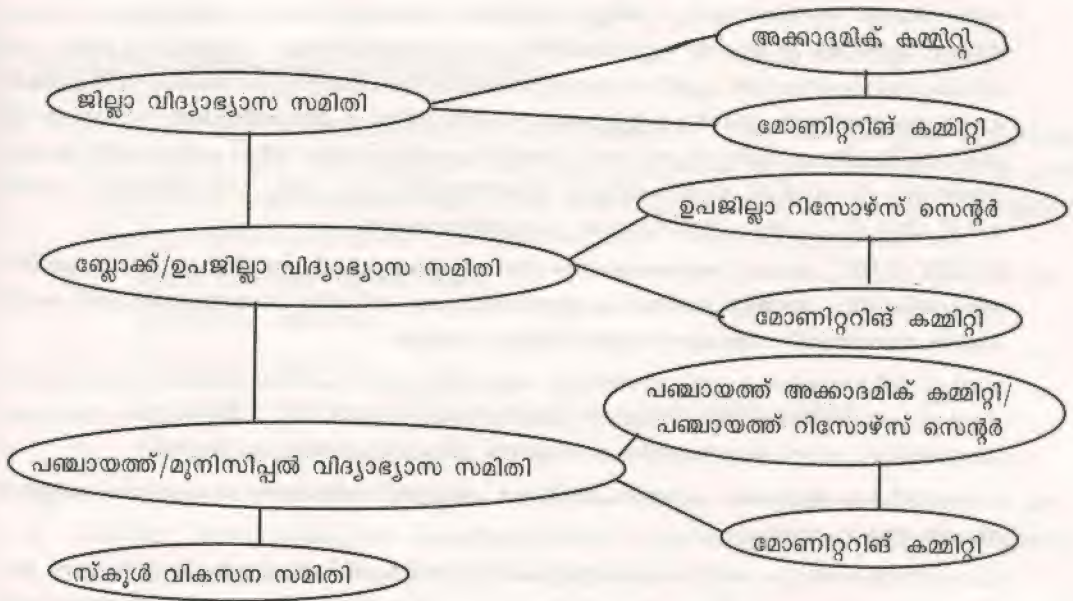 അക്കാദമിക് കമ്മിറ്റി
ജില്ലാ വിദ്യാഭ്യാസ സമിതി
മോണിറ്ററിങ് കമ്മിറ്റി
ഉപജില്ലാ റിസോഴ്സ് സെന്റർ
ബ്ലോക്ക്/ഉപജില്ലാ വിദ്യാഭ്യാസ സമിതി
മോണിറ്ററിങ് കമ്മിറ്റി
പഞ്ചായത്ത് അക്കാദമിക് കമ്മിറ്റി/
പഞ്ചായത്ത് റിസോഴ്സ് സെന്റർ
പഞ്ചായത്ത്/മുനിസിപ്പൽ വിദ്യാഭ്യാസ സമിതി
മോണിറ്ററിങ് കമ്മിറ്റി
സ്കൂൾ വികസന സമിതി